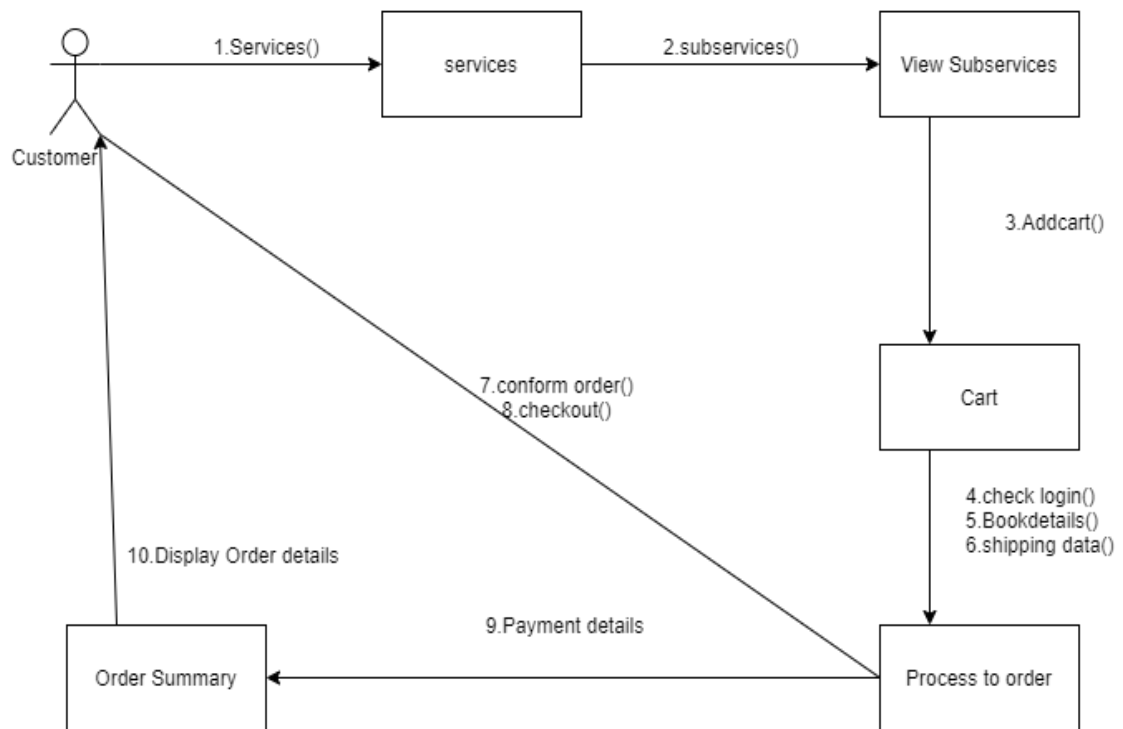 1.Services()
services
2.subservices()
View Subservices
Customer
3.Addcart()
Cart
7.conform order()
8.checkout()
4.check login()
5.Bookdetails()
6.shipping data()
10.Display Order details
9.Payment details
Order Summary
Process to order